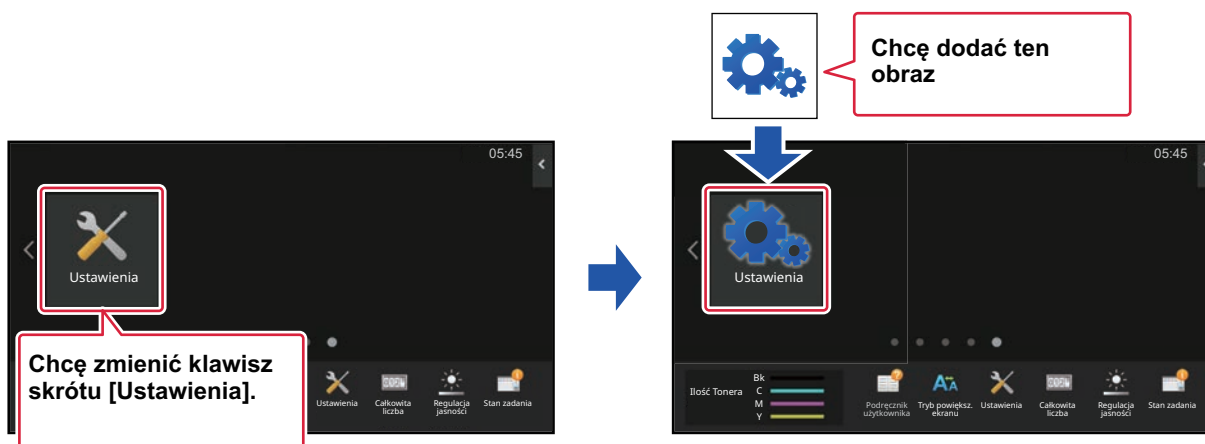 Chcę dodać ten
obraz
05:45
Ustawienia
Chcę zmienić klawisz
skrótu [Ustawienia].
Ustawienia
Całkowita
liczba
Regulacja
jasności
Stan zadania
05:45
Ustawienia
Ilość Tonera
Bk
C
M
Y
Podręcznik
użytkownika
Tryb powiększ.
ekranu
Ustawienia
Całkowita
liczba
Regulacja
jasności
Stan zadania